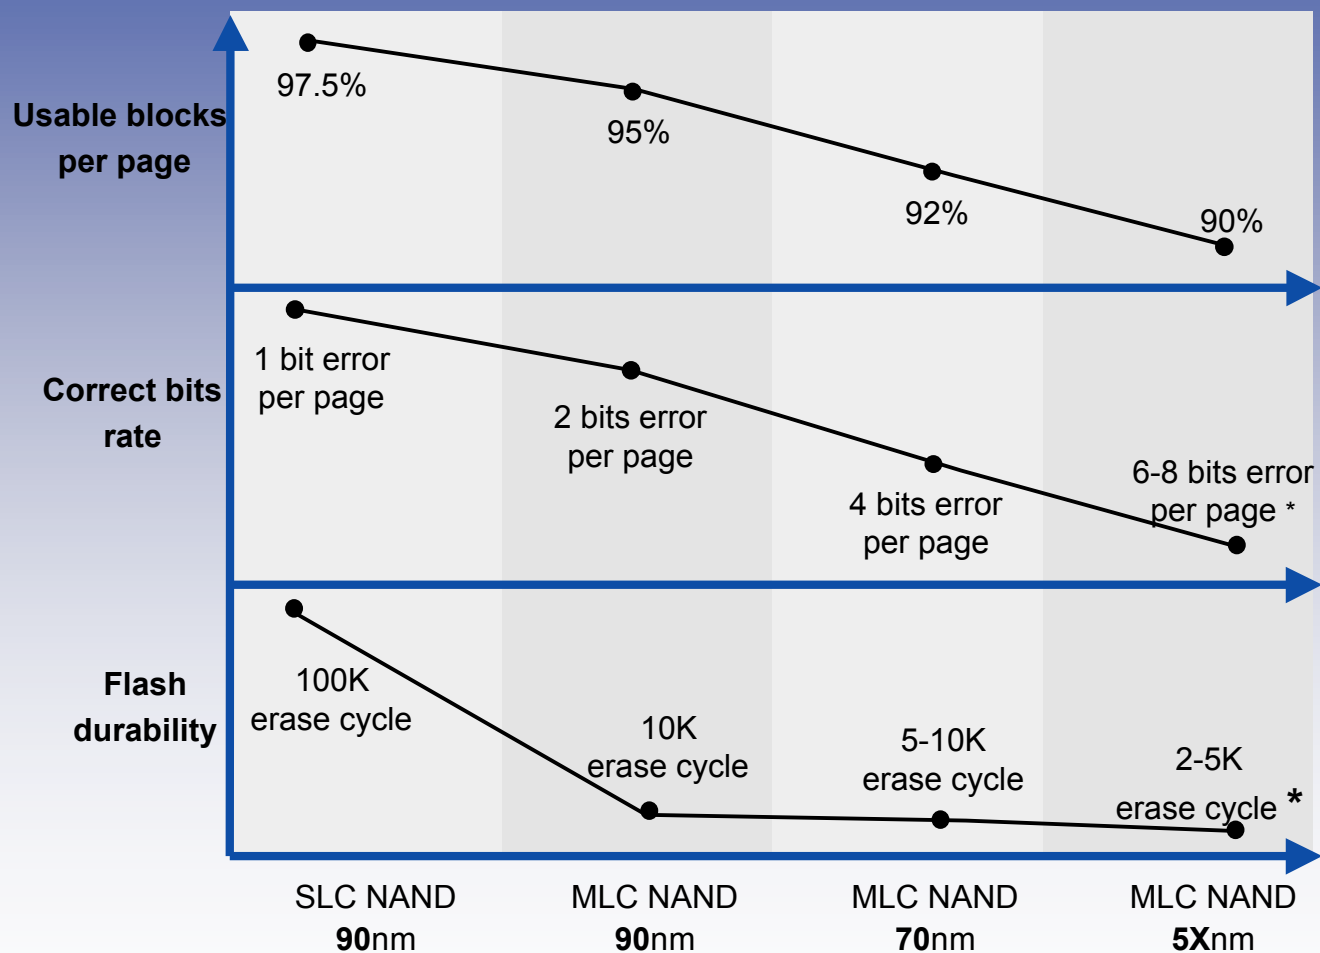 Usable blocks
per page
97.5%
95%
92%
90%
Correct bits
rate
1 bit error
per page
2 bits error
per page
4 bits error
per page
6-8 bits error
per page *
Flash
durability
100K
erase cycle
10K
erase cycle
5-10K
erase cycle
2-5K
erase cycle *
SLC NAND
90nm
MLC NAND
90nm
MLC NAND
70nm
MLC NAND
5Xnm